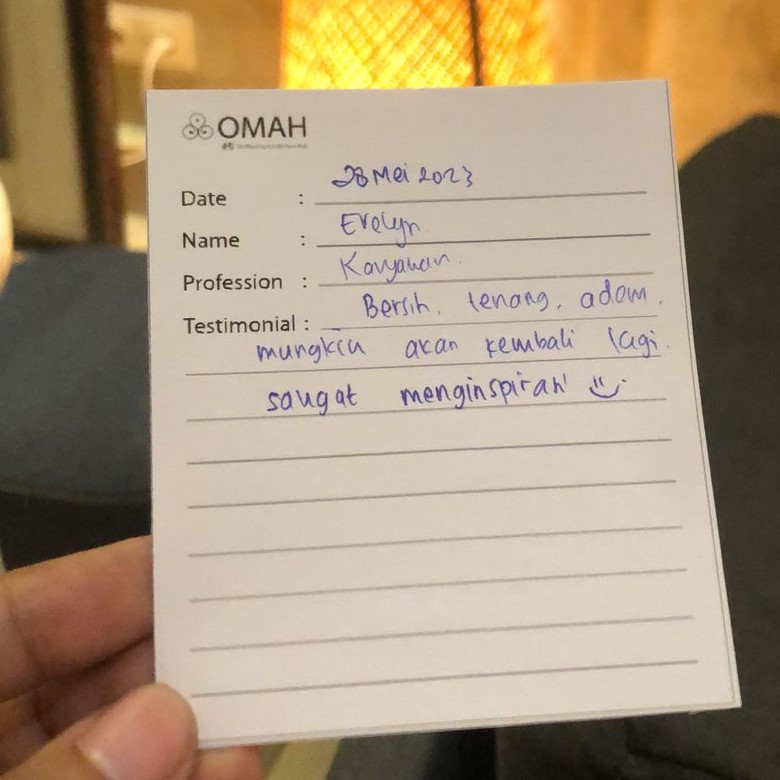 OMAH
Date : 28 Mei 2023
Name : Evelyn
Profession : Karyawan.
Testimonial : Bersih, tenang, adem.
mungkin akan kembali lagi.
sangat menginspirasi